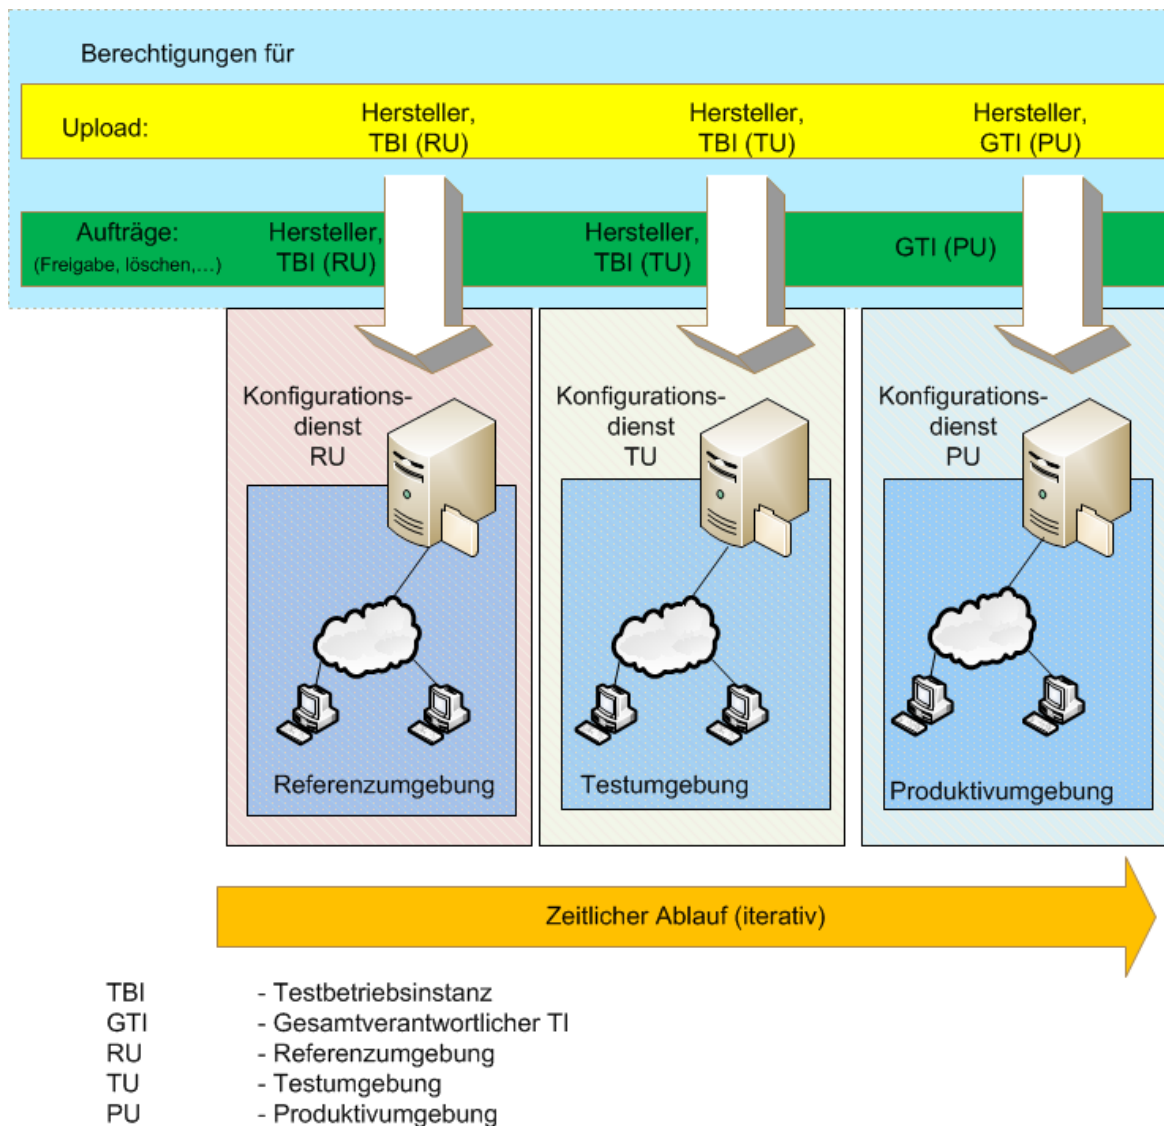 Berechtigungen für
Upload:
Hersteller,
TBI (RU)
Hersteller,
TBI (TU)
Hersteller,
GTI (PU)
Aufträge:
(Freigabe, löschen,...)
Hersteller,
TBI (RU)
Hersteller,
TBI (TU)
GTI (PU)
Konfigurations-
dienst
RU
Konfigurations-
dienst
TU
Konfigurations-
dienst
PU
Referenzumgebung
Testumgebung
Produktivumgebung
Zeitlicher Ablauf (iterativ)
TBI - Testbetriebsinstanz
GTI - Gesamtverantwortlicher TI
RU - Referenzumgebung
TU - Testumgebung
PU - Produktivumgebung